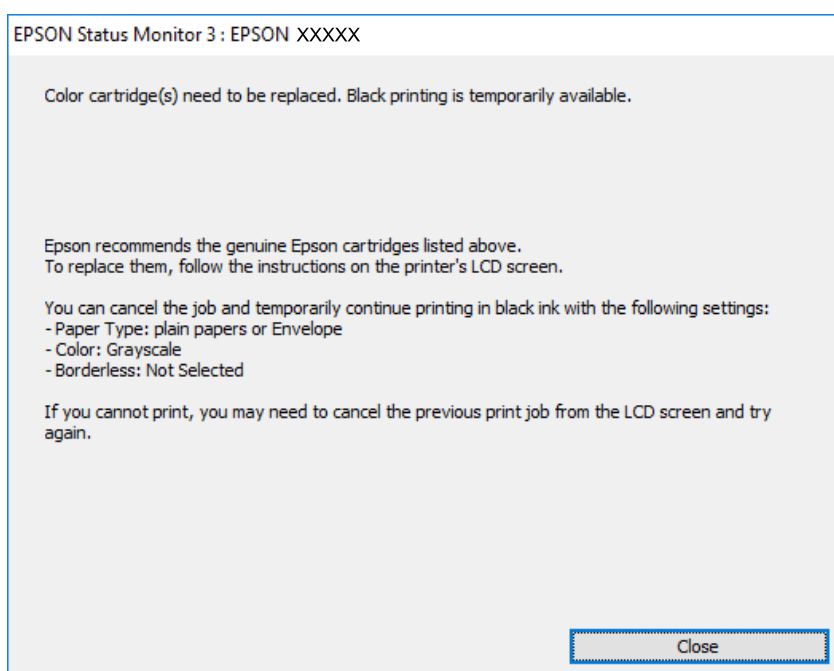 EPSON Status Monitor 3 : EPSON XXXXX
Color cartridge(s) need to be replaced. Black printing is temporarily available.
Epson recommends the genuine Epson cartridges listed above.
To replace them, follow the instructions on the printer's LCD screen.
You can cancel the job and temporarily continue printing in black ink with the following settings:
- Paper Type: plain papers or Envelope
- Color: Grayscale
- Borderless: Not Selected
If you cannot print, you may need to cancel the previous print job from the LCD screen and try
again.
Close